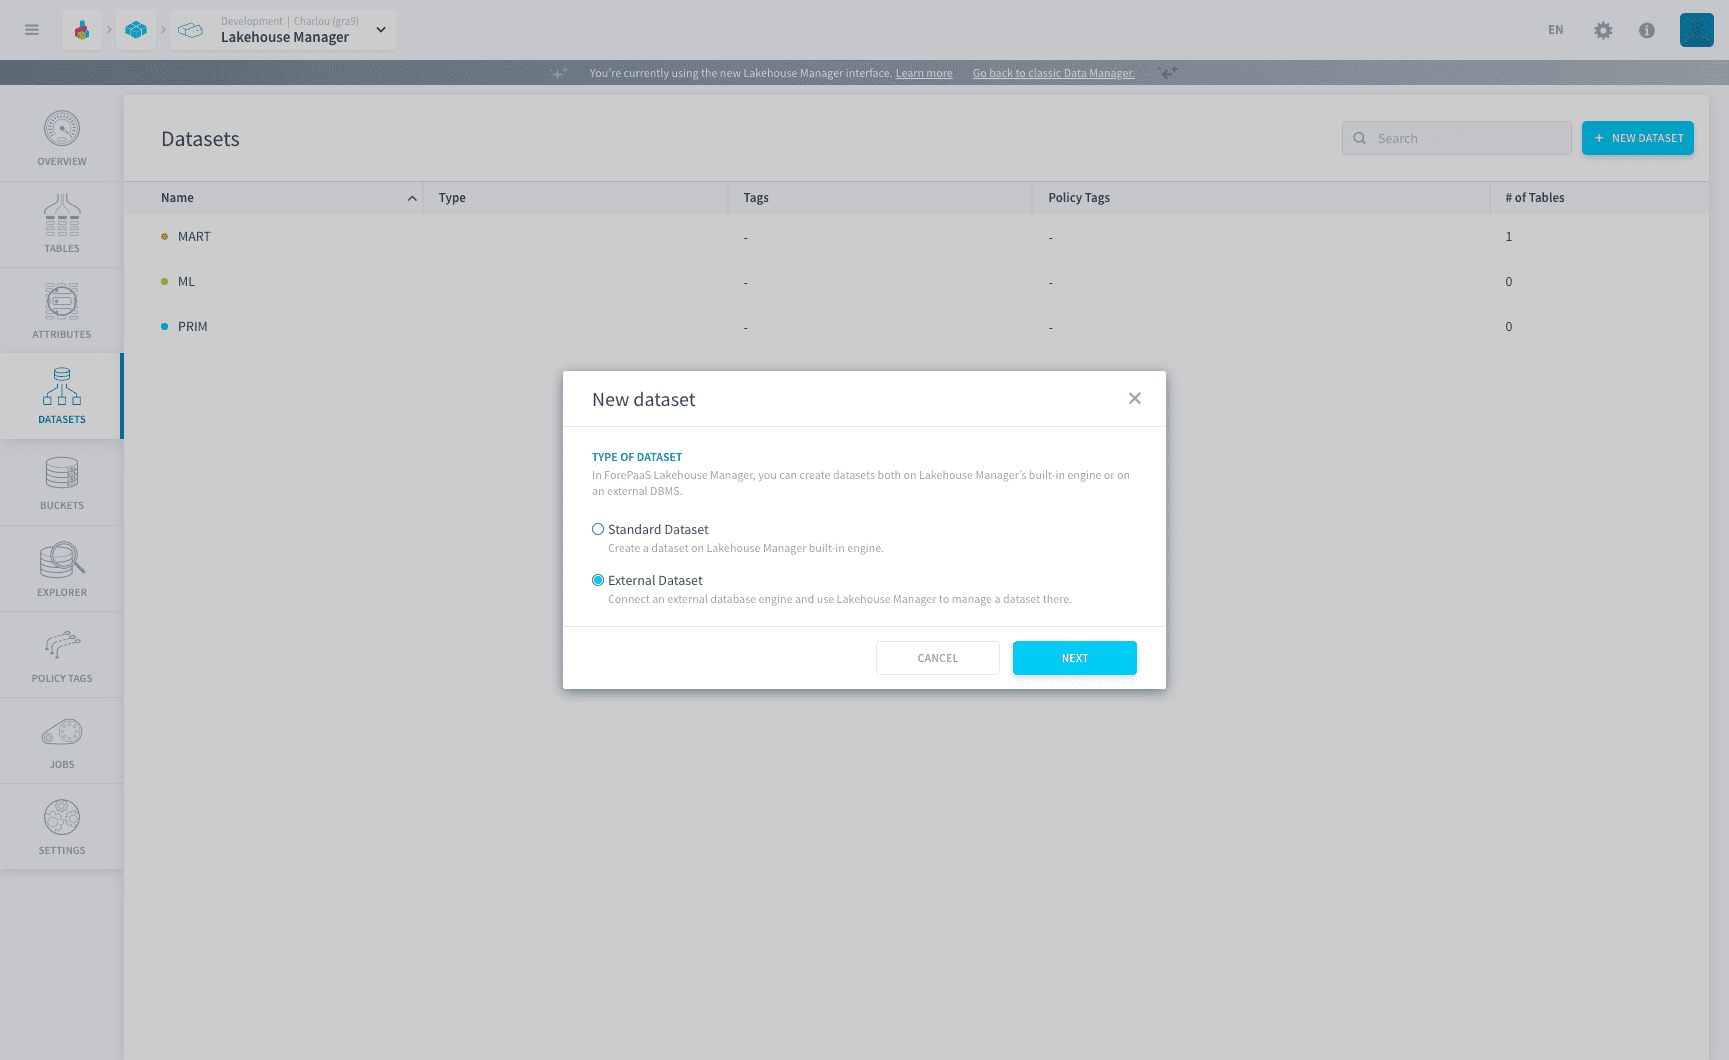 Development | Charlou (gra9)
Lakehouse Manager
EN
You're currently using the new Lakehouse Manager interface. Learn more Go back to classic Data Manager.
OVERVIEW
TABLES
ATTRIBUTES
DATASETS
BUCKETS
EXPLORER
POLICY TAGS
JOBS
SETTINGS
Datasets
Search
+ NEW DATASET
Name Type Tags Policy Tags # of Tables
MART - - 1
ML - - 0
PRIM - - 0
New dataset
TYPE OF DATASET
In ForePaaS Lakehouse Manager, you can create datasets both on Lakehouse Manager's built-in engine or on
an external DBMS.
Standard Dataset
Create a dataset on Lakehouse Manager built-in engine.
External Dataset
Connect an external database engine and use Lakehouse Manager to manage a dataset there.
CANCEL NEXT